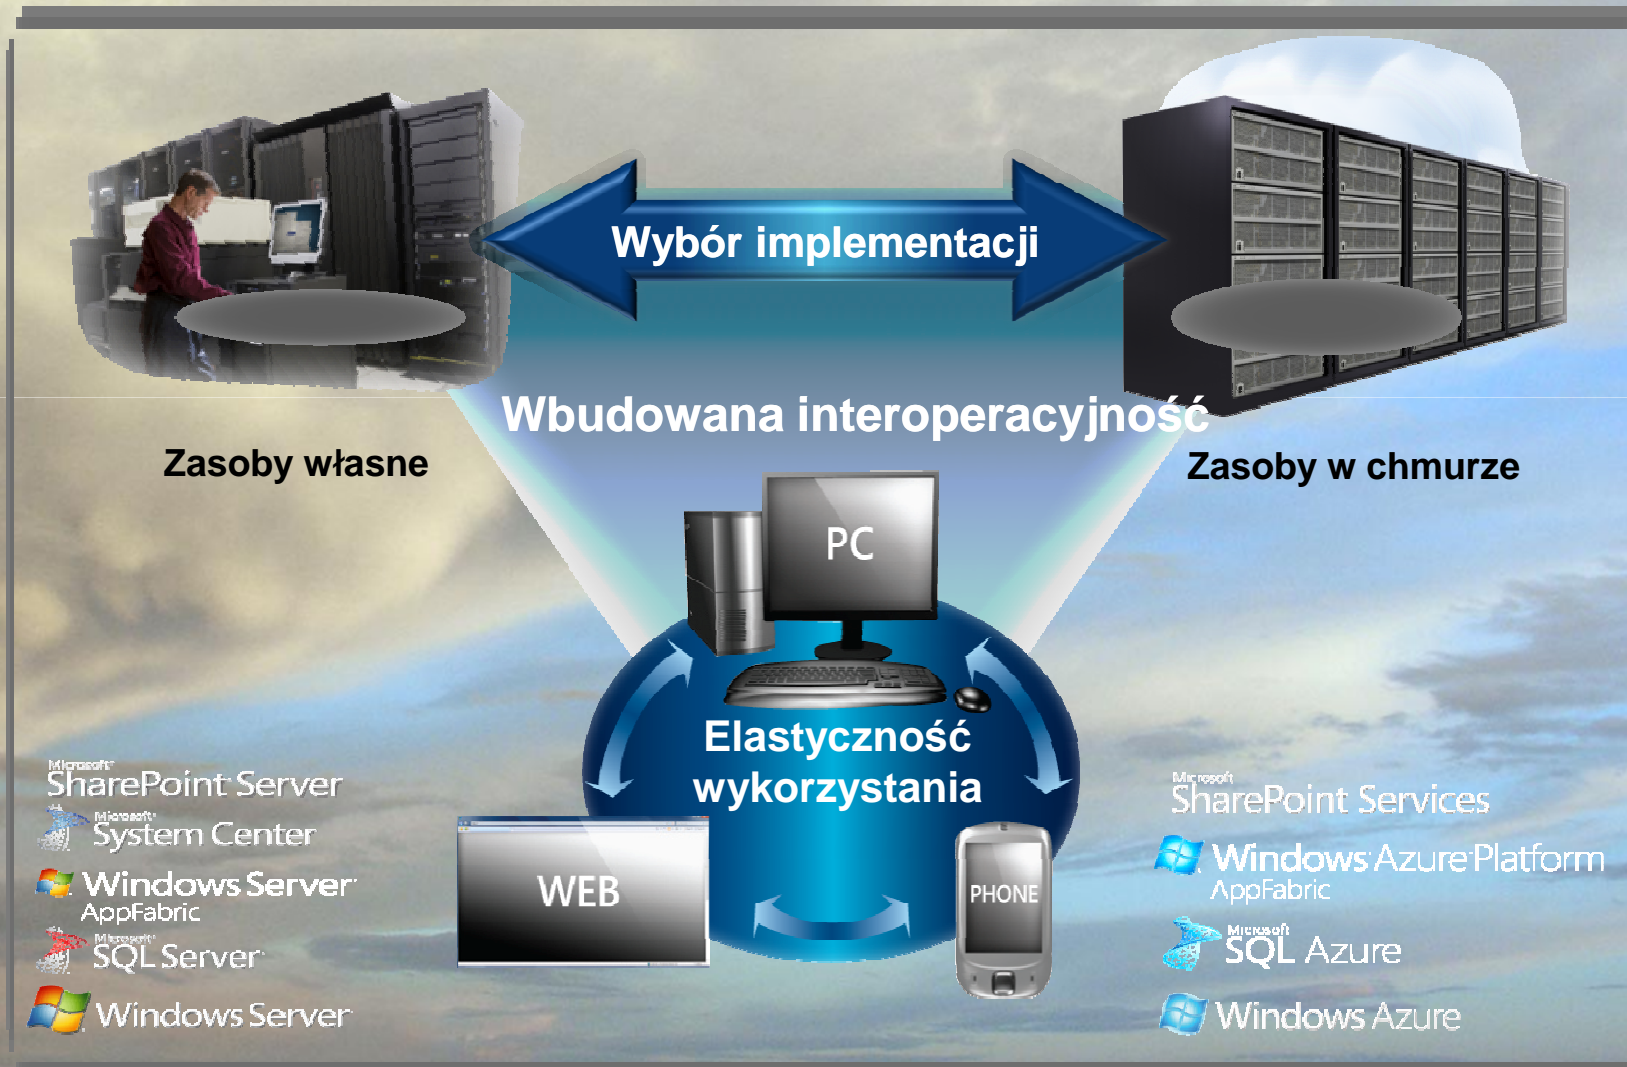 Wybór implementacji
Wbudowana interoperacyjność
Zasoby własne
Zasoby w chmurze
PC
Elastyczność
wykorzystania
WEB
PHONE
Microsoft
SharePoint Server
Microsoft
System Center
Windows Server
AppFabric
Microsoft
SQL Server
Windows Server
Microsoft
SharePoint Services
Windows Azure Platform
AppFabric
Microsoft
SQL Azure
Windows Azure